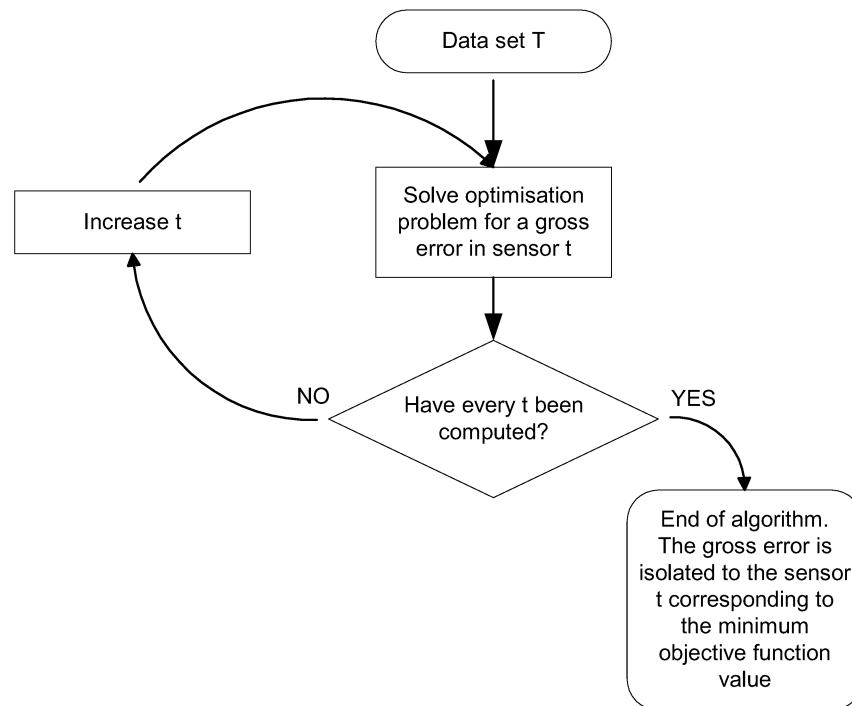 Data set T
Solve optimisation
problem for a gross
error in sensor t
Increase t
Have every t been
computed?
NO
YES
End of algorithm.
The gross error is
isolated to the sensor
t corresponding to
the minimum
objective function
value